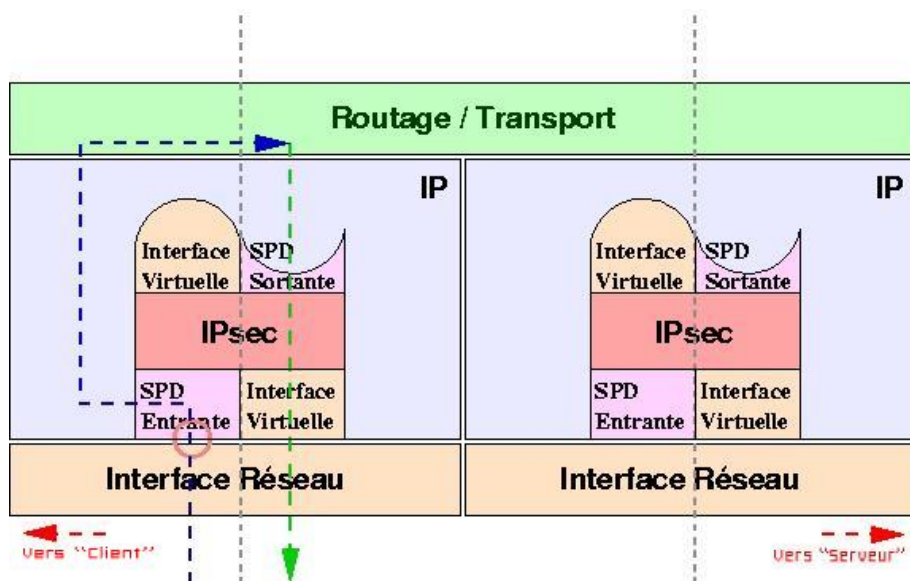 Routage / Transport
IP
IP
Interface
Virtuelle
SPD
Sortante
Interface
Virtuelle
SPD
Sortante
IPsec
IPsec
SPD
Entrante
Interface
Virtuelle
SPD
Entrante
Interface
Virtuelle
Interface Réseau
Interface Réseau
Vers "Client"
Vers "Serveur"